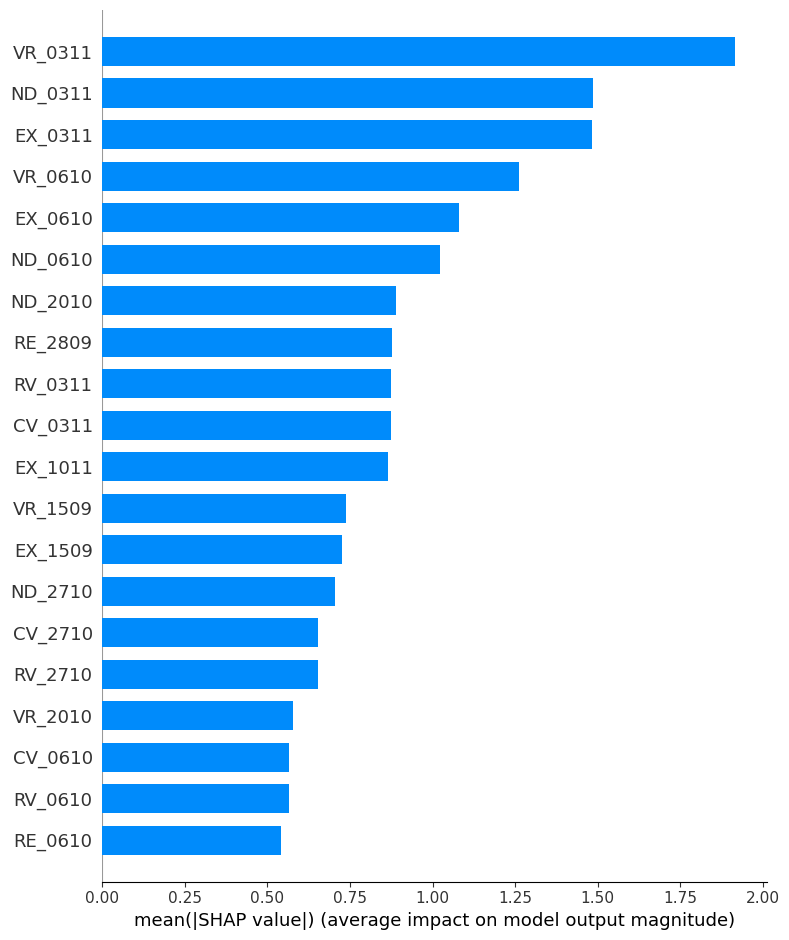 VR_0311
ND_0311
EX_0311
VR_0610
EX_0610
ND_0610
ND_2010
RE_2809
RV_0311
CV_0311
EX_1011
VR_1509
EX_1509
ND_2710
CV_2710
RV_2710
VR_2010
CV_0610
RV_0610
RE_0610
0.00 0.25 0.50 0.75 1.00 1.25 1.50 1.75 2.00
mean(|SHAP value|) (average impact on model output magnitude)